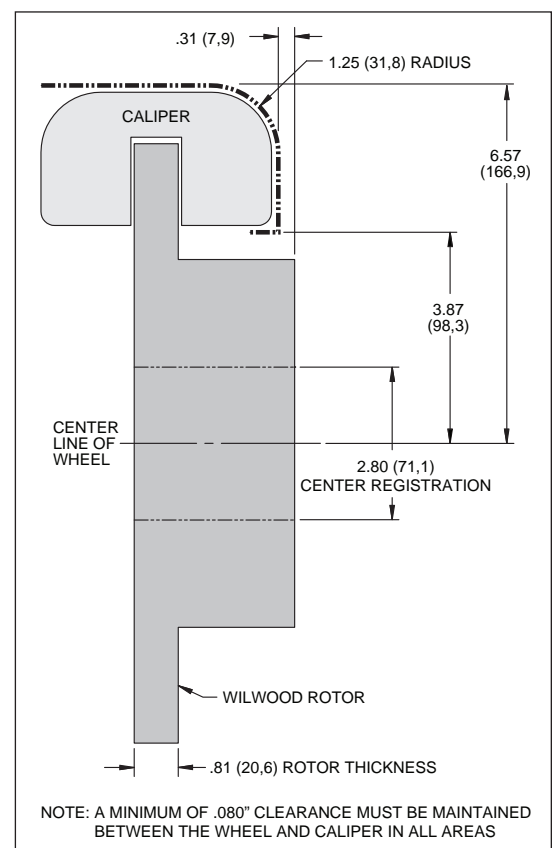 .31 (7,9)
1.25 (31,8) RADIUS
CALIPER
6.57
(166,9)
3.87
(98,3)
CENTER
LINE OF
WHEEL
2.80 (71,1)
CENTER REGISTRATION
WILWOOD ROTOR
.81 (20,6) ROTOR THICKNESS
NOTE: A MINIMUM OF .080" CLEARANCE MUST BE MAINTAINED
BETWEEN THE WHEEL AND CALIPER IN ALL AREAS